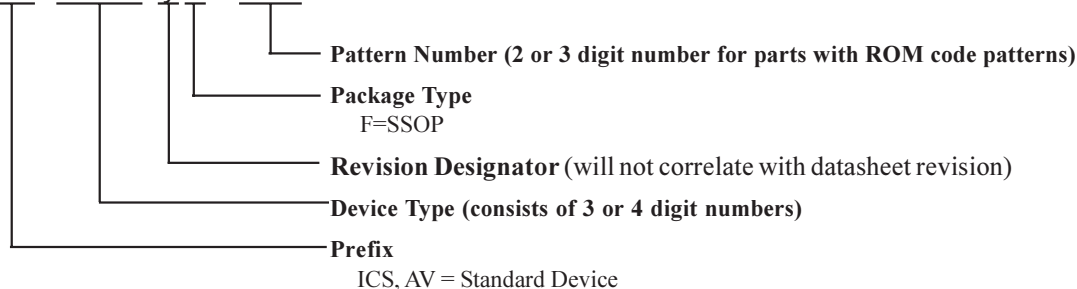 Pattern Number (2 or 3 digit number for parts with ROM code patterns)
Package Type
F=SSOP
Revision Designator (will not correlate with datasheet revision)
Device Type (consists of 3 or 4 digit numbers)
Prefix
ICS, AV = Standard Device